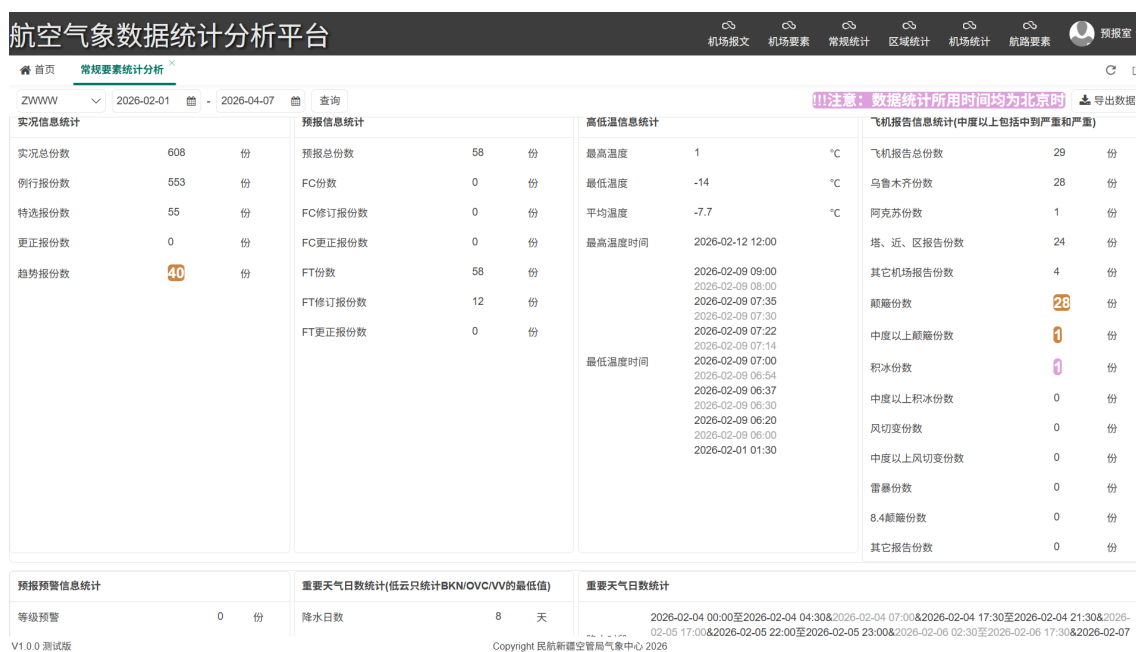 航空气象数据统计分析平台
机场报文 机场要素 常规统计 区域统计 机场统计 航路要素 预报室
首页 常规要素统计分析 ×
ZWWW 2026-02-01 - 2026-04-07 查询 !!!注意：数据统计所用时间均为北京时 导出数据
实况信息统计
实况总份数 608 份
例行报份数 553 份
特选报份数 55 份
更正报份数 0 份
趋势报份数 40 份
预报信息统计
预报总份数 58 份
FC份数 0 份
FC修订报份数 0 份
FC更正报份数 0 份
FT份数 58 份
FT修订报份数 12 份
FT更正报份数 0 份
高低温信息统计
最高温度 1 °C
最低温度 -14 °C
平均温度 -7.7 °C
最高温度时间 2026-02-12 12:00
最低温度时间
2026-02-09 09:00
2026-02-09 08:00
2026-02-09 07:35
2026-02-09 07:30
2026-02-09 07:22
2026-02-09 07:14
2026-02-09 07:00
2026-02-09 06:54
2026-02-09 06:37
2026-02-09 06:30
2026-02-09 06:20
2026-02-09 06:00
2026-02-01 01:30
飞机报告信息统计(中度以上包括中到严重和严重)
飞机报告总份数 29 份
乌鲁木齐份数 28 份
阿克苏份数 1 份
塔、近、区报告份数 24 份
其它机场报告份数 4 份
颠簸份数 28 份
中度以上颠簸份数 1 份
积冰份数 1 份
中度以上积冰份数 0 份
风切变份数 0 份
中度以上风切变份数 0 份
雷暴份数 0 份
8.4颠簸份数 0 份
其它报告份数 0 份
预报预警信息统计
等级预警 0 份
重要天气日数统计(低云只统计BKN/OVC/VV的最低值)
降水日数 8 天
重要天气日数统计
2026-02-04 00:00至2026-02-04 04:30&2026-02-04 07:00&2026-02-04 17:30至2026-02-04 21:30&2026-
02-05 17:00&2026-02-05 22:00至2026-02-05 23:00&2026-02-06 02:30至2026-02-06 17:30&2026-02-07
V1.0.0 测试版 Copyright 民航新疆空管局气象中心 2026